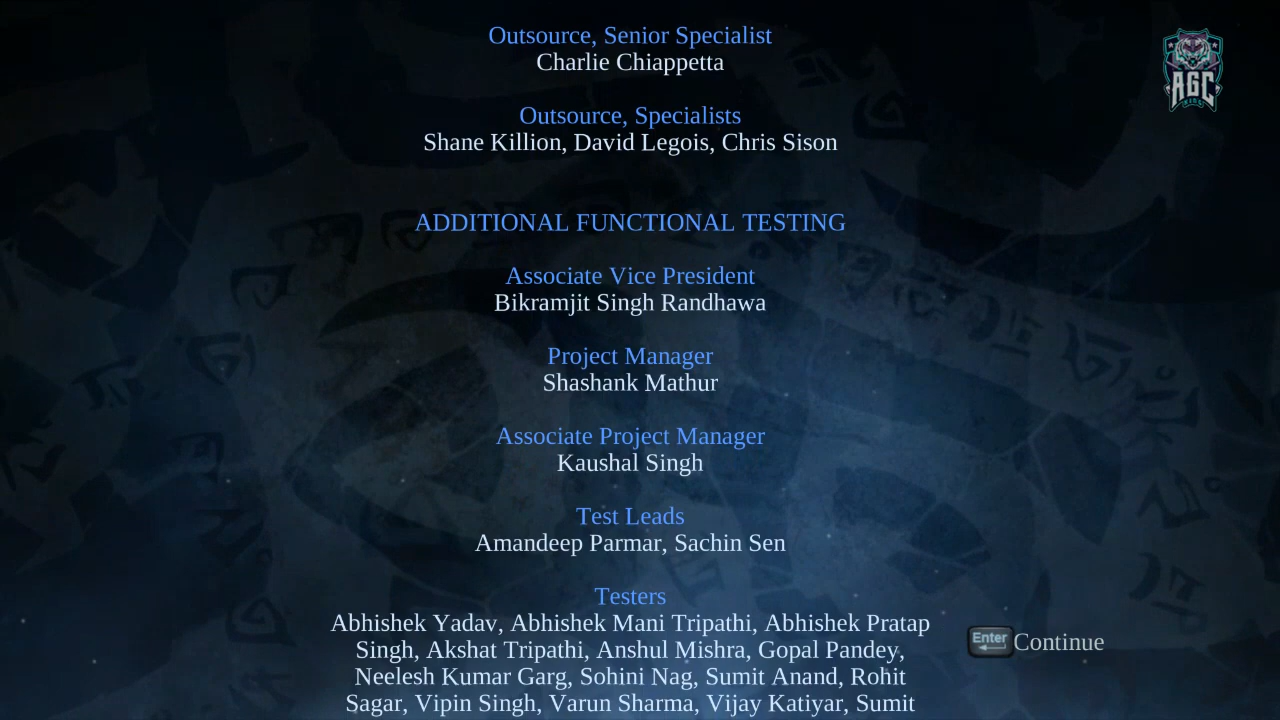 Outsource, Senior Specialist
Charlie Chiappetta
Outsource, Specialists
Shane Killion, David Legois, Chris Sison
ADDITIONAL FUNCTIONAL TESTING
Associate Vice President
Bikramjit Singh Randhawa
Project Manager
Shashank Mathur
Associate Project Manager
Kaushal Singh
Test Leads
Amandeep Parmar, Sachin Sen
Testers
Abhishek Yadav, Abhishek Mani Tripathi, Abhishek Pratap
Singh, Akshat Tripathi, Anshul Mishra, Gopal Pandey,
Neelesh Kumar Garg, Sohini Nag, Sumit Anand, Rohit
Sagar, Vipin Singh, Varun Sharma, Vijay Katiyar, Sumit
AGC
Enter
Continue